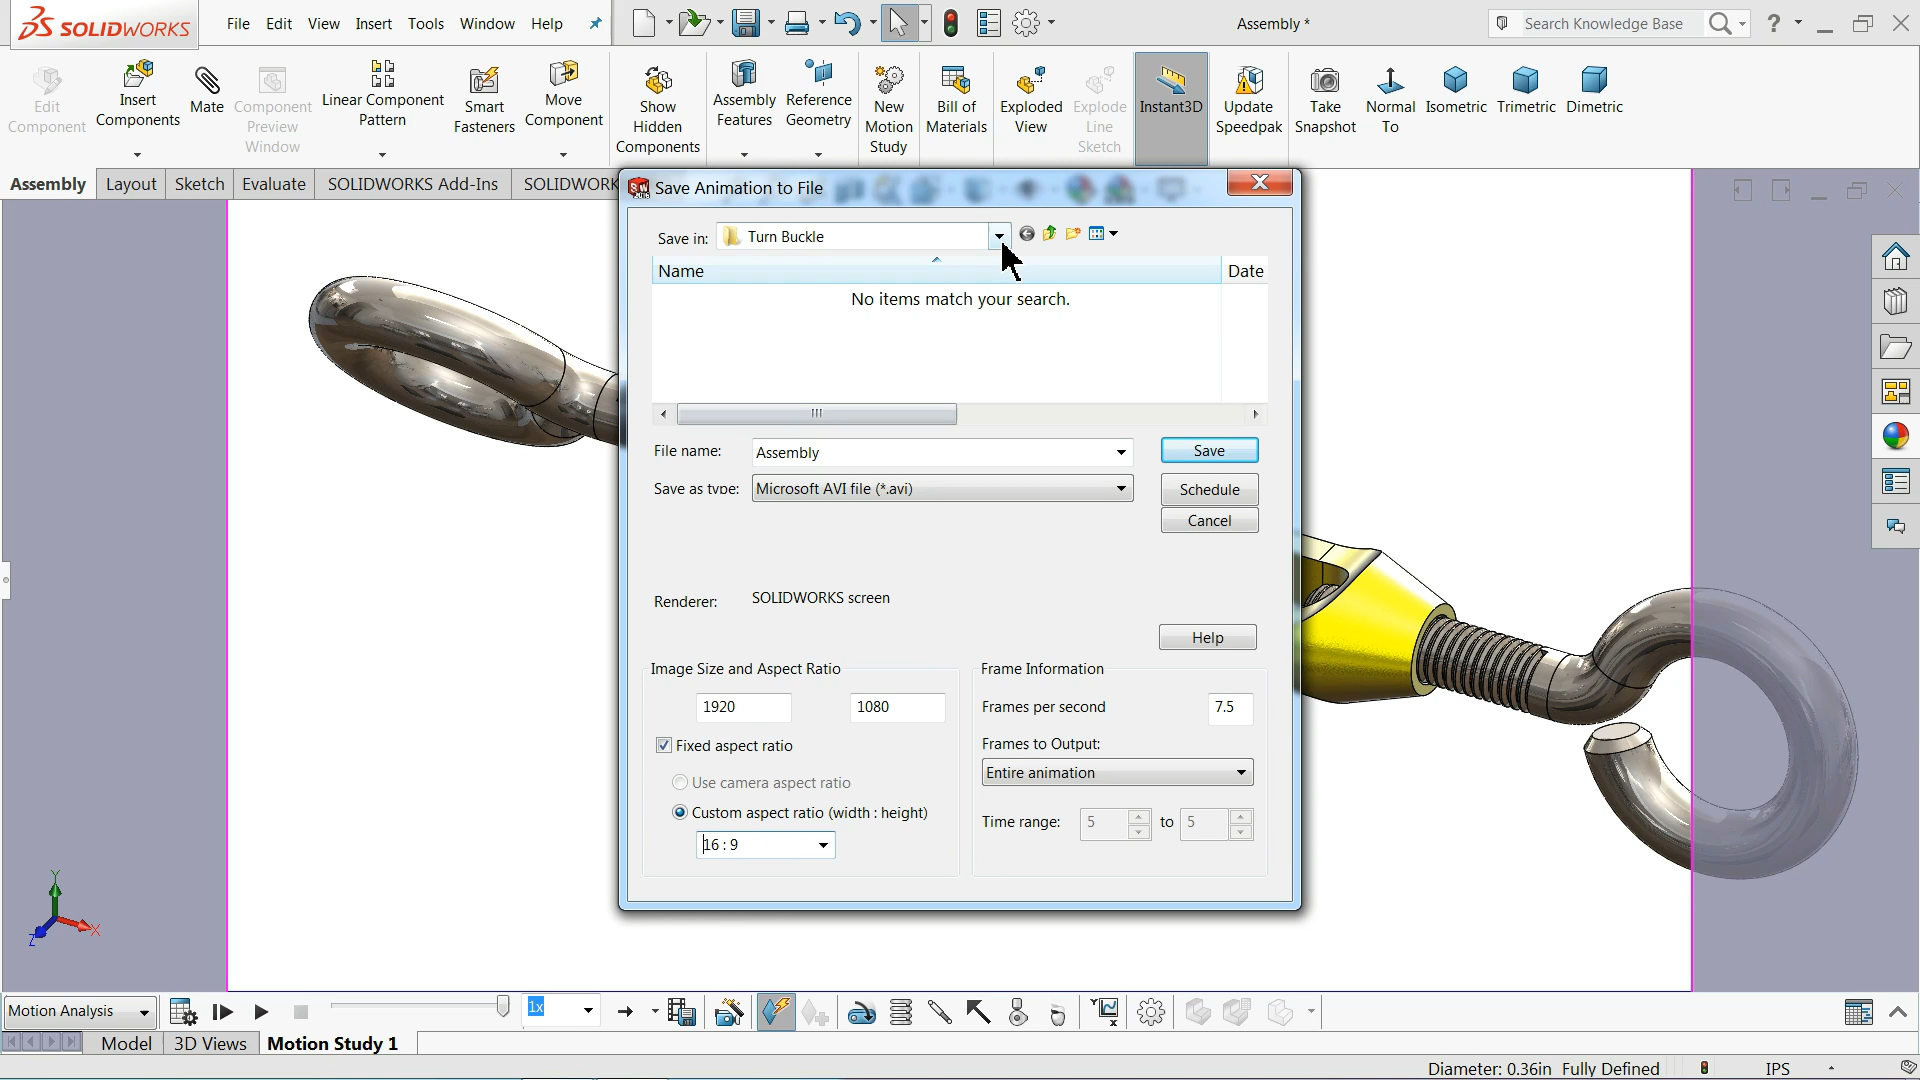 SOLIDWORKS
File Edit View Insert Tools Window Help
Assembly *
Search Knowledge Base
?
Edit Component
Insert Components
Mate
Component Preview Window
Linear Component Pattern
Smart Fasteners
Move Component
Show Hidden Components
Assembly Features
Reference Geometry
New Motion Study
Bill of Materials
Exploded View
Explode Line Sketch
Instant3D
Update Speedpak
Take Snapshot
Normal To
Isometric
Trimetric
Dimetric
Assembly Layout Sketch Evaluate SOLIDWORKS Add-Ins SOLIDWORK
Save Animation to File
Save in: Turn Buckle
Name Date
No items match your search.
File name: Assembly Save
Save as type: Microsoft AVI file (*.avi) Schedule
Cancel
Renderer: SOLIDWORKS screen
Help
Image Size and Aspect Ratio
1920 1080
Fixed aspect ratio
Use camera aspect ratio
Custom aspect ratio (width : height)
16 : 9
Frame Information
Frames per second 7.5
Frames to Output:
Entire animation
Time range: 5 to 5
Y
X
Z
Motion Analysis 1x
Model 3D Views Motion Study 1
Diameter: 0.36in Fully Defined IPS